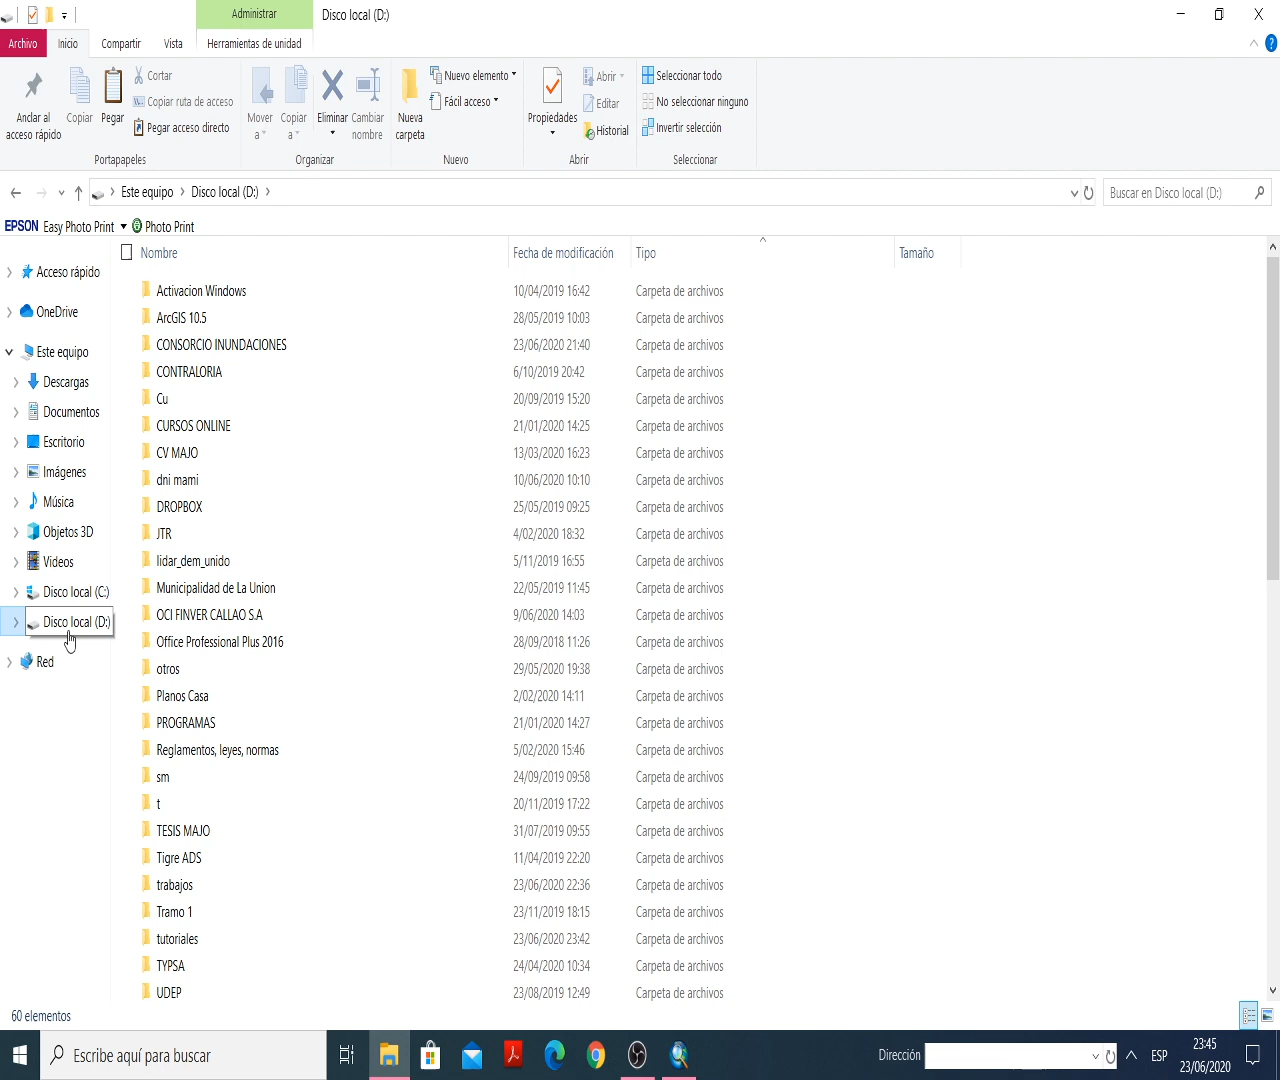 Administrar
Disco local (D:)
Archivo
Inicio
Compartir
Vista
Herramientas de unidad
Anclar al acceso rápido
Copiar
Pegar
Cortar
Copiar ruta de acceso
Pegar acceso directo
Mover a
Copiar a
Eliminar
Cambiar nombre
Nueva carpeta
Nuevo elemento
Fácil acceso
Propiedades
Abrir
Editar
Historial
Seleccionar todo
No seleccionar ninguno
Invertir selección
Portapapeles
Organizar
Nuevo
Abrir
Seleccionar
Este equipo > Disco local (D:) >
Buscar en Disco local (D:)
EPSON Easy Photo Print Photo Print
Acceso rápido
OneDrive
Este equipo
Descargas
Documentos
Escritorio
Imágenes
Música
Objetos 3D
Videos
Disco local (C:)
Disco local (D:)
Red
Nombre Fecha de modificación Tipo Tamaño
Activacion Windows 10/04/2019 16:42 Carpeta de archivos
ArcGIS 10.5 28/05/2019 10:03 Carpeta de archivos
CONSORCIO INUNDACIONES 23/06/2020 21:40 Carpeta de archivos
CONTRALORIA 6/10/2019 20:42 Carpeta de archivos
Cu 20/09/2019 15:20 Carpeta de archivos
CURSOS ONLINE 21/01/2020 14:25 Carpeta de archivos
CV MAJO 13/03/2020 16:23 Carpeta de archivos
dni mami 10/06/2020 10:10 Carpeta de archivos
DROPBOX 25/05/2019 09:25 Carpeta de archivos
JTR 4/02/2020 18:32 Carpeta de archivos
lidar_dem_unido 5/11/2019 16:55 Carpeta de archivos
Municipalidad de La Union 22/05/2019 11:45 Carpeta de archivos
OCI FINVER CALLAO S.A 9/06/2020 14:03 Carpeta de archivos
Office Professional Plus 2016 28/09/2018 11:26 Carpeta de archivos
otros 29/05/2020 19:38 Carpeta de archivos
Planos Casa 2/02/2020 14:11 Carpeta de archivos
PROGRAMAS 21/01/2020 14:27 Carpeta de archivos
Reglamentos, leyes, normas 5/02/2020 15:46 Carpeta de archivos
sm 24/09/2019 09:58 Carpeta de archivos
t 20/11/2019 17:22 Carpeta de archivos
TESIS MAJO 31/07/2019 09:55 Carpeta de archivos
Tigre ADS 11/04/2019 22:20 Carpeta de archivos
trabajos 23/06/2020 22:36 Carpeta de archivos
Tramo 1 23/11/2019 18:15 Carpeta de archivos
tutoriales 23/06/2020 23:42 Carpeta de archivos
TYPSA 24/04/2020 10:34 Carpeta de archivos
UDEP 23/08/2019 12:49 Carpeta de archivos
60 elementos
Escribe aquí para buscar
Dirección
ESP
23:45
23/06/2020